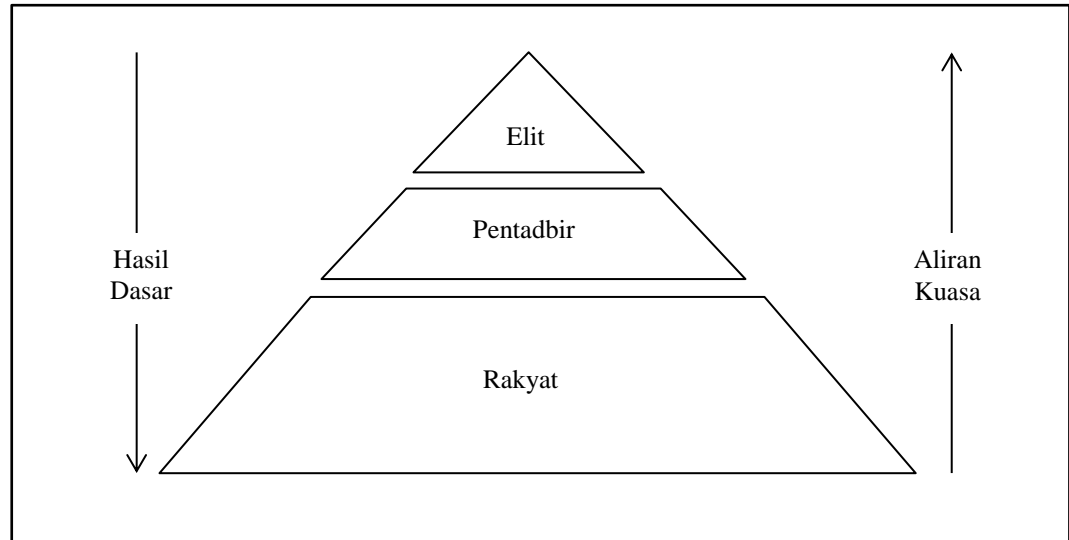 Elit
Pentadbir
Hasil
Dasar
Aliran
Kuasa
Rakyat